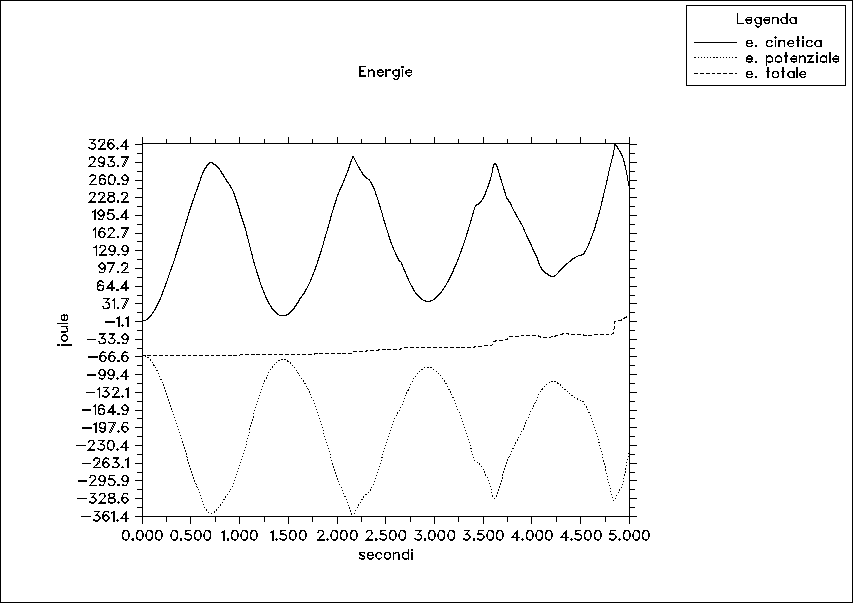 Legenda
e. cinetica
e. potenziale
e. totale
Energie
326.4
293.7
260.9
228.2
195.4
162.7
129.9
97.2
64.4
31.7
−1.1
−33.9
−66.6
−99.4
−132.1
−164.9
−197.6
−230.4
−263.1
−295.9
−328.6
−361.4
joule
0.000 0.500 1.000 1.500 2.000 2.500 3.000 3.500 4.000 4.500 5.000
secondi